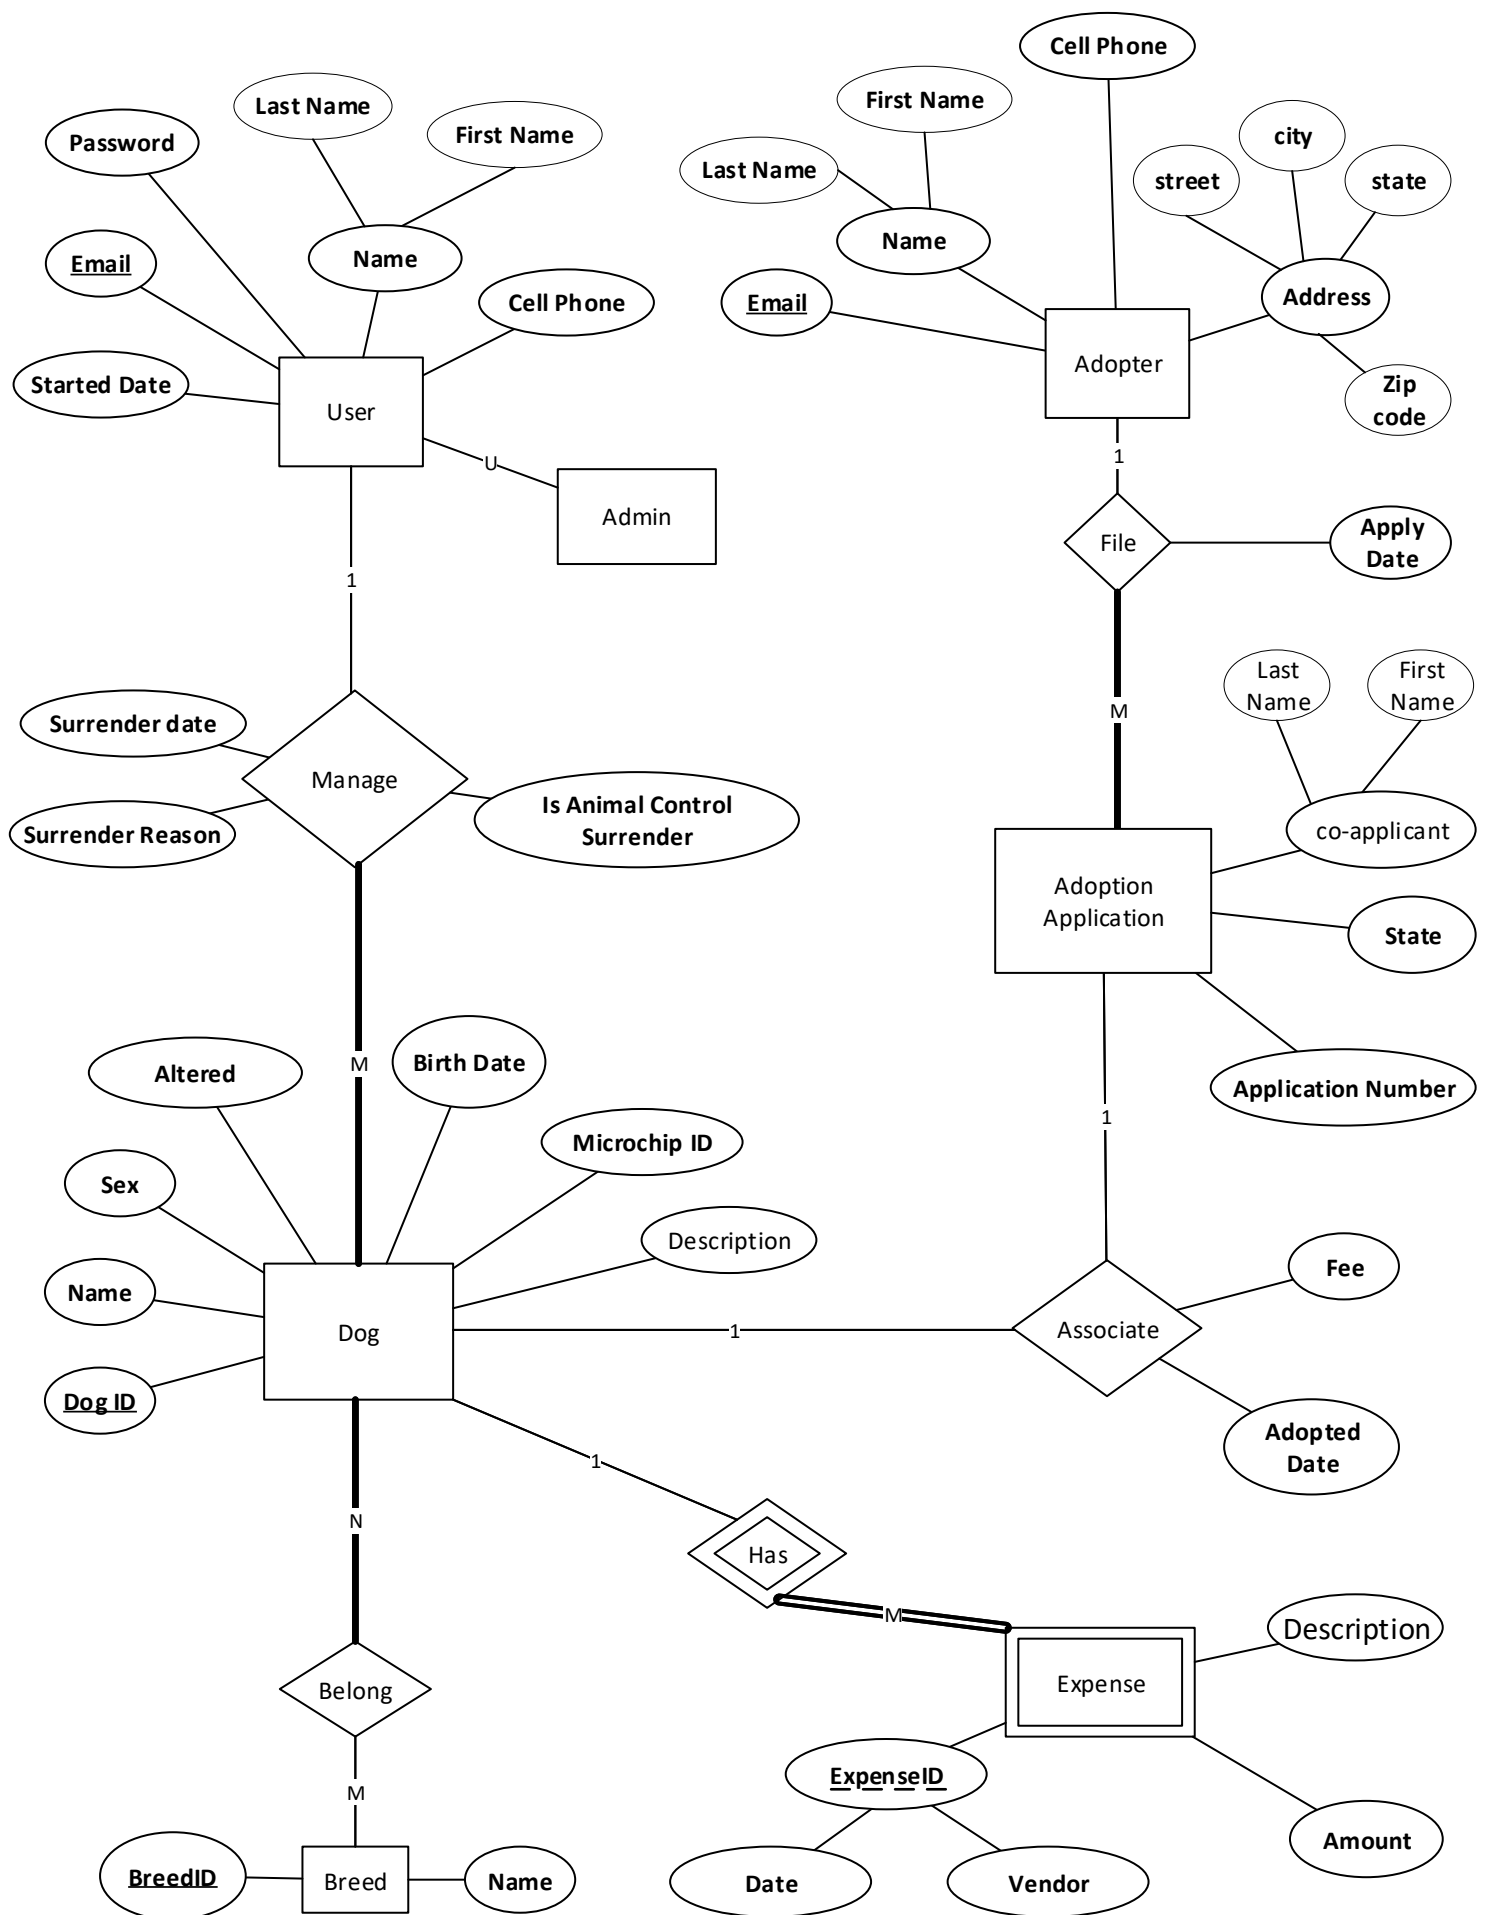 Cell Phone
Last Name
First Name
First Name
Password
Last Name
city
street
state
Name
Name
Email
Cell Phone
Email
Address
Started Date
User
Adopter
Zip
code
1
U
Admin
File
Apply
Date
1
Last
Name
First
Name
Surrender date
M
Manage
Is Animal Control
Surrender
Surrender Reason
co-applicant
Adoption
Application
State
Altered
M
Birth Date
Application Number
1
Microchip ID
Sex
Description
Name
Fee
Dog
1
Associate
Dog ID
Adopted
Date
1
N
Has
M
Description
Belong
Expense
ExpenseID
M
Amount
BreedID
Breed
Name
Date
Vendor